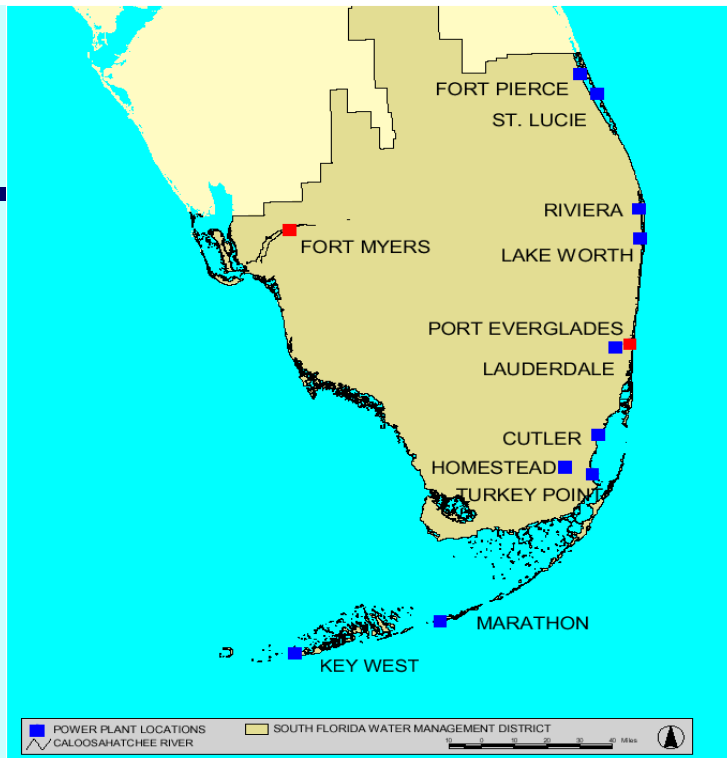 FORT PIERCE
ST. LUCIE
RIVIERA
FORT MYERS
LAKE WORTH
PORT EVERGLADES
LAUDERDALE
CUTLER
HOMESTEAD
TURKEY POINT
MARATHON
KEY WEST
POWER PLANT LOCATIONS
SOUTH FLORIDA WATER MANAGEMENT DISTRICT
CALOOSAHATCHEE RIVER
10 0 10 20 30 40 Miles